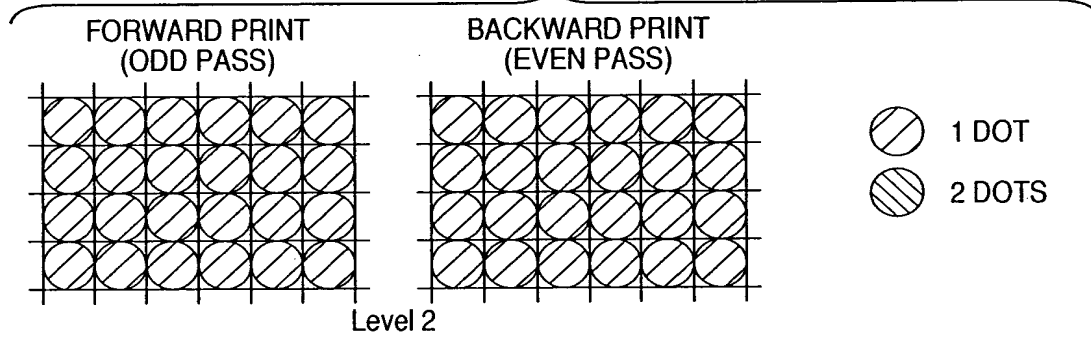 FORWARD PRINT
(ODD PASS)
BACKWARD PRINT
(EVEN PASS)
1 DOT
2 DOTS
Level 2